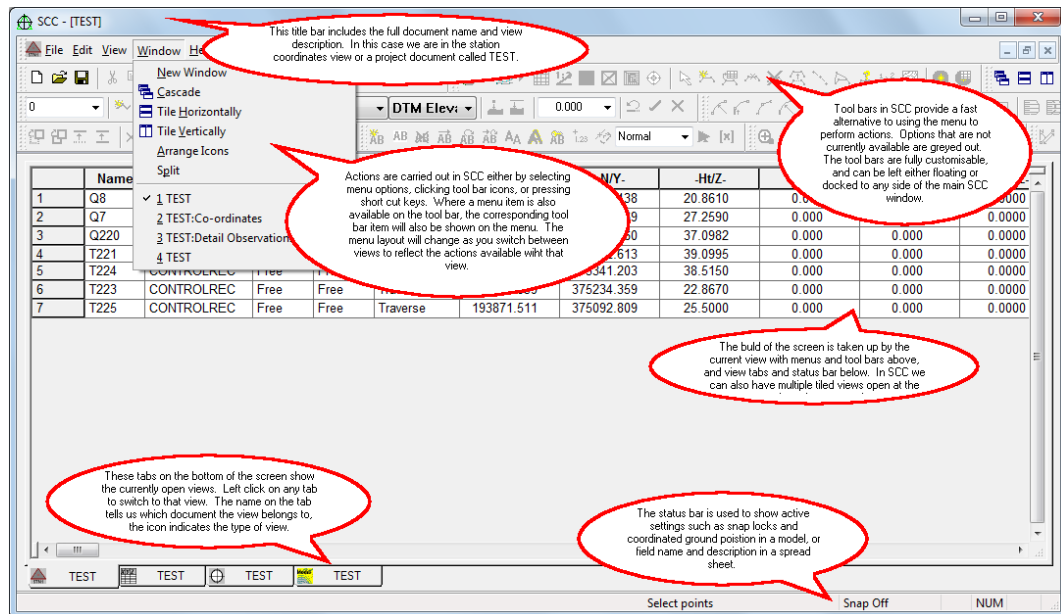 SCC - [TEST]
File Edit View Window He
This title bar includes the full document name and view
description. In this case we are in the station
coordinates view or a project document called TEST.
New Window
Cascade
Tile Horizontally
Tile Vertically
Arrange Icons
Split
1 TEST
2 TEST:Co-ordinates
3 TEST:Detail Observation
4 TEST
0
DTM Elev
0.000
Normal
Tool bars in SCC provide a fast
alternative to using the menu to
perform actions. Options that are not
currently available are greyed out.
The tool bars are fully customisable,
and can be left either floating or
docked to any side of the main SCC
window.
Actions are carried out in SCC either by selecting
menu options, clicking tool bar icons, or pressing
short cut keys. Where a menu item is also
available on the tool bar, the corresponding tool
bar item will also be shown on the menu. The
menu layout will change as you switch between
views to reflect the actions available wiht that
view.
Name N/Y- -Ht/Z-
1 Q8 138 20.8610 0.0000
2 Q7 9 27.2590 0.000 0.0000
3 Q220 60 37.0982 0.000 0.000 0.0000
4 T221 .613 39.0995 0.000 0.000 0.0000
5 T224 CONTROLREC Free Free 341.203 38.5150 0.000 0.000 0.0000
6 T223 CONTROLREC Free Free 375234.359 22.8670 0.000 0.000 0.0000
7 T225 CONTROLREC Free Free Traverse 193871.511 375092.809 25.5000 0.000 0.000 0.0000
The buld of the screen is taken up by the
current view with menus and tool bars above,
and view tabs and status bar below. In SCC we
can also have multiple tiled views open at the
These tabs on the bottom of the screen show
the currently open views. Left click on any tab
to switch to that view. The name on the tab
tells us which document the view belongs to,
the icon indicates the type of view.
The status bar is used to show active
settings such as snap locks and
coordinated ground poistion in a model, or
field name and description in a spread
sheet.
TEST TEST TEST TEST
Select points Snap Off NUM